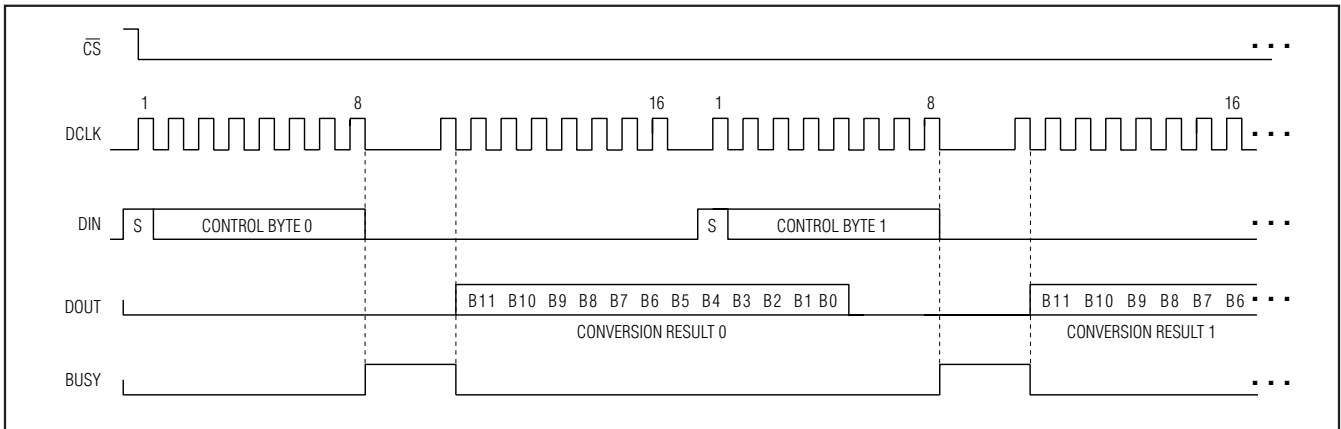 CS ...
1 8 16 1 8 16
DCLK ...
DIN S CONTROL BYTE 0 S CONTROL BYTE 1 ...
DOUT B11 B10 B9 B8 B7 B6 B5 B4 B3 B2 B1 B0 B11 B10 B9 B8 B7 B6 ...
CONVERSION RESULT 0 CONVERSION RESULT 1
BUSY ...